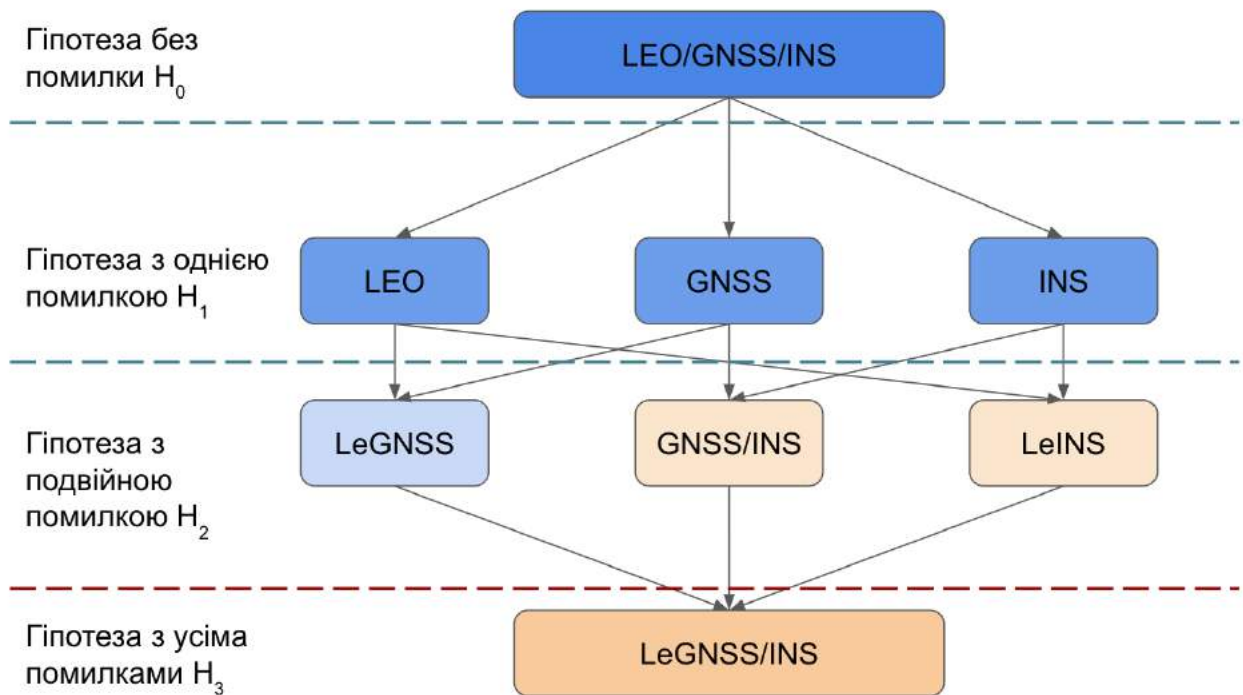 Гіпотеза без
помилки H₀
LEO/GNSS/INS
Гіпотеза з однією
помилкою H₁
LEO
GNSS
INS
Гіпотеза з
подвійною
помилкою H₂
LeGNSS
GNSS/INS
LeINS
Гіпотеза з усіма
помилками H₃
LeGNSS/INS